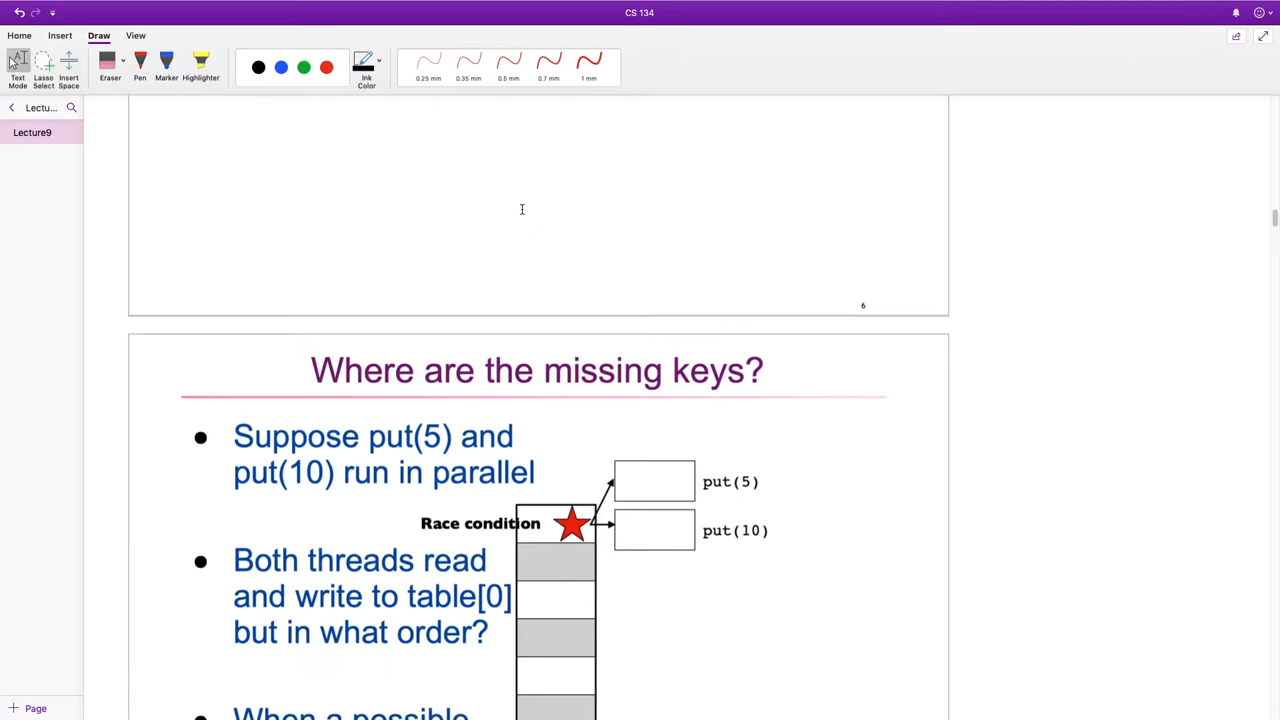 CS 134
Home Insert Draw View
Text Mode
Lasso Select
Insert Space
Eraser
Pen
Marker
Highlighter
Ink Color
0.25 mm
0.35 mm
0.5 mm
0.7 mm
1 mm
Lectu...
Lecture9
6
Where are the missing keys?
● Suppose put(5) and
put(10) run in parallel
put(5)
Race condition
put(10)
● Both threads read
and write to table[0]
but in what order?
● When a possible
+ Page